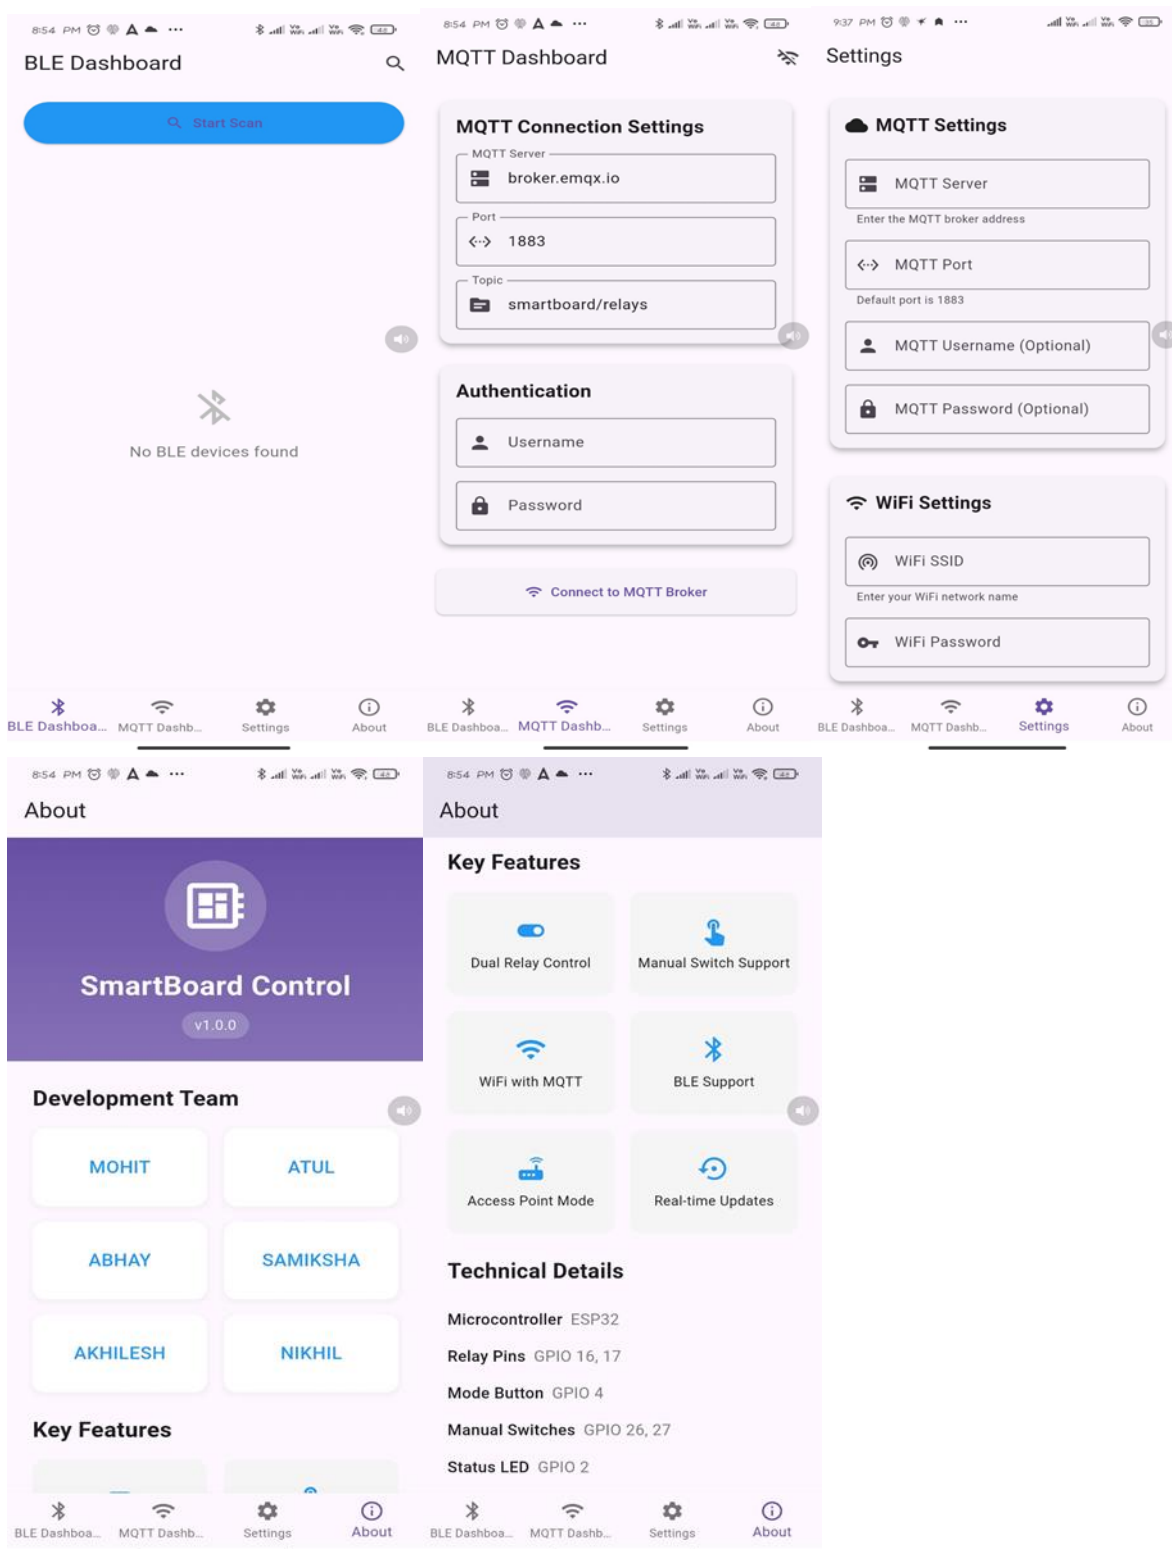 8:54 PM
BLE Dashboard
Start Scan
No BLE devices found
BLE Dashboa...
MQTT Dashb...
Settings
About
8:54 PM
MQTT Dashboard
MQTT Connection Settings
MQTT Server
broker.emqx.io
Port
1883
Topic
smartboard/relays
Authentication
Username
Password
Connect to MQTT Broker
BLE Dashboa...
MQTT Dashb...
Settings
About
9:37 PM
Settings
MQTT Settings
MQTT Server
Enter the MQTT broker address
MQTT Port
Default port is 1883
MQTT Username (Optional)
MQTT Password (Optional)
WiFi Settings
WiFi SSID
Enter your WiFi network name
WiFi Password
BLE Dashboa...
MQTT Dashb...
Settings
About
8:54 PM
About
SmartBoard Control
v1.0.0
Development Team
MOHIT
ATUL
ABHAY
SAMIKSHA
AKHILESH
NIKHIL
Key Features
BLE Dashboa...
MQTT Dashb...
Settings
About
8:54 PM
About
Key Features
Dual Relay Control
Manual Switch Support
WiFi with MQTT
BLE Support
Access Point Mode
Real-time Updates
Technical Details
Microcontroller ESP32
Relay Pins GPIO 16, 17
Mode Button GPIO 4
Manual Switches GPIO 26, 27
Status LED GPIO 2
BLE Dashboa...
MQTT Dashb...
Settings
About